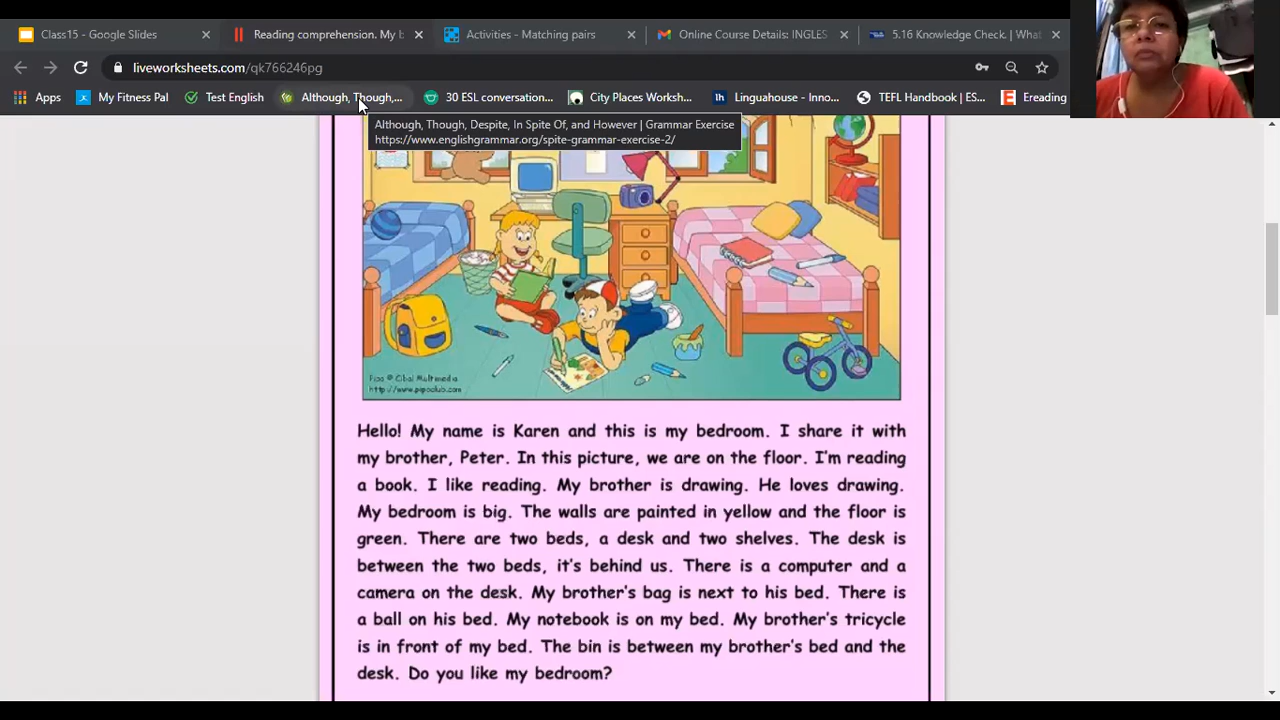 Class15 - Google Slides
Reading comprehension. My b
Activities - Matching pairs
Online Course Details: INGLES
5.16 Knowledge Check. | What
liveworksheets.com/qk766246pg
Apps
My Fitness Pal
Test English
Although, Though,...
30 ESL conversation...
City Places Worksh...
Linguahouse - Inno...
TEFL Handbook | ES...
Ereading
Although, Though, Despite, In Spite Of, and However | Grammar Exercise
https://www.englishgrammar.org/spite-grammar-exercise-2/
Pipo © Cibal Multimedia
http://www.pipoclub.com
Hello! My name is Karen and this is my bedroom. I share it with
my brother, Peter. In this picture, we are on the floor. I'm reading
a book. I like reading. My brother is drawing. He loves drawing.
My bedroom is big. The walls are painted in yellow and the floor is
green. There are two beds, a desk and two shelves. The desk is
between the two beds, it's behind us. There is a computer and a
camera on the desk. My brother's bag is next to his bed. There is
a ball on his bed. My notebook is on my bed. My brother's tricycle
is in front of my bed. The bin is between my brother's bed and the
desk. Do you like my bedroom?